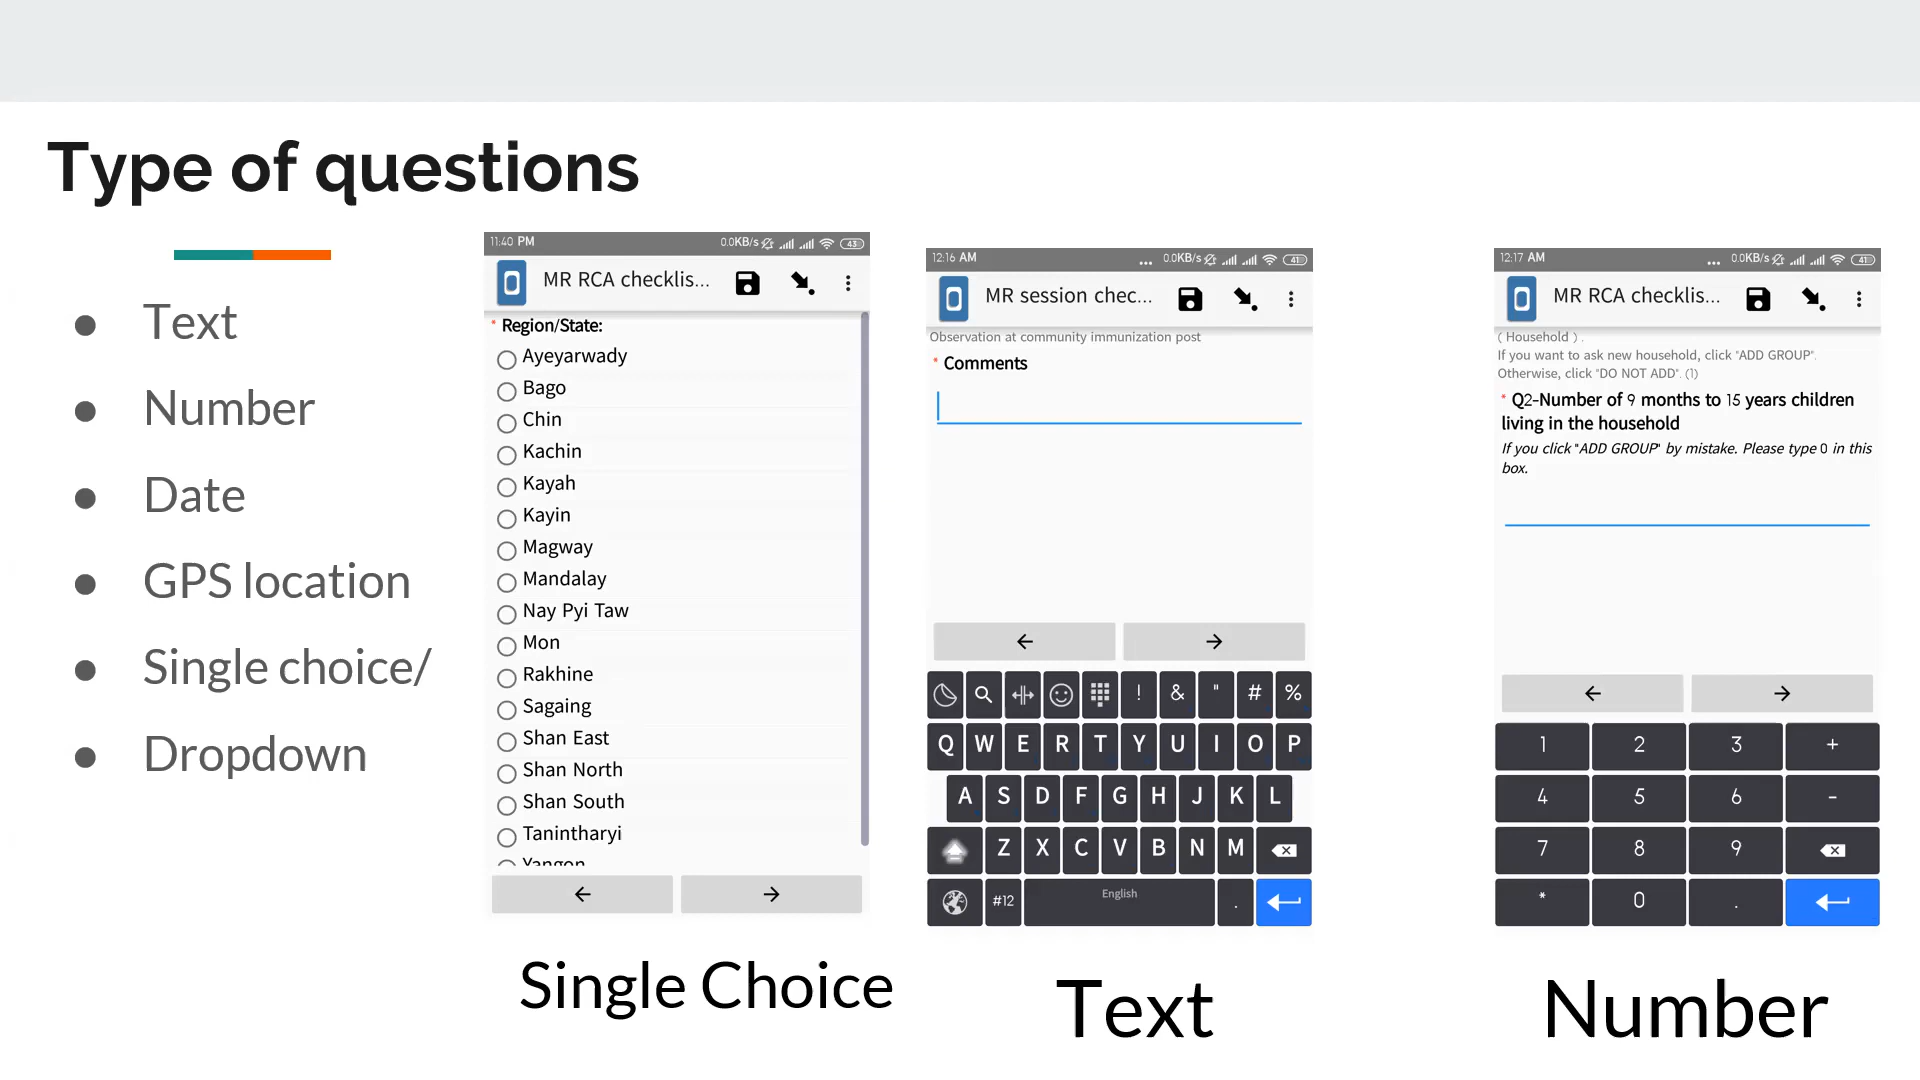 Type of questions
Text
Number
Date
GPS location
Single choice/
Dropdown
11:40 PM
0.0KB/s
43
MR RCA checklis...
* Region/State:
Ayeyarwady
Bago
Chin
Kachin
Kayah
Kayin
Magway
Mandalay
Nay Pyi Taw
Mon
Rakhine
Sagaing
Shan East
Shan North
Shan South
Tanintharyi
Yangon
Single Choice
12:16 AM
... 0.0KB/s
41
MR session chec...
Observation at community immunization post
* Comments
! & " # %
Q W E R T Y U I O P
A S D F G H J K L
Z X C V B N M
#12 English .
Text
12:17 AM
... 0.0KB/s
41
MR RCA checklis...
( Household ) .
If you want to ask new household, click "ADD GROUP".
Otherwise, click "DO NOT ADD". (1)
* Q2-Number of 9 months to 15 years children
living in the household
If you click "ADD GROUP" by mistake. Please type 0 in this
box.
1 2 3 +
4 5 6 -
7 8 9
* 0 .
Number